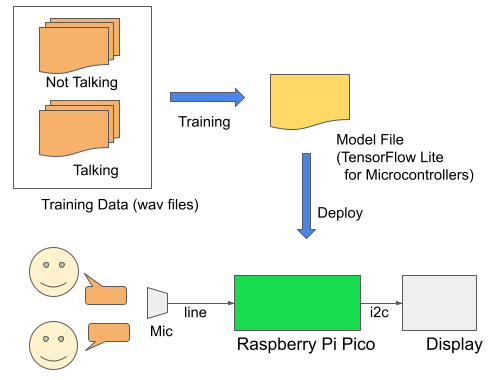 Not Talking
Talking
Training Data (wav files)
Training
Model File
(TensorFlow Lite
for Microcontrollers)
Deploy
Mic
line
Raspberry Pi Pico
i2c
Display